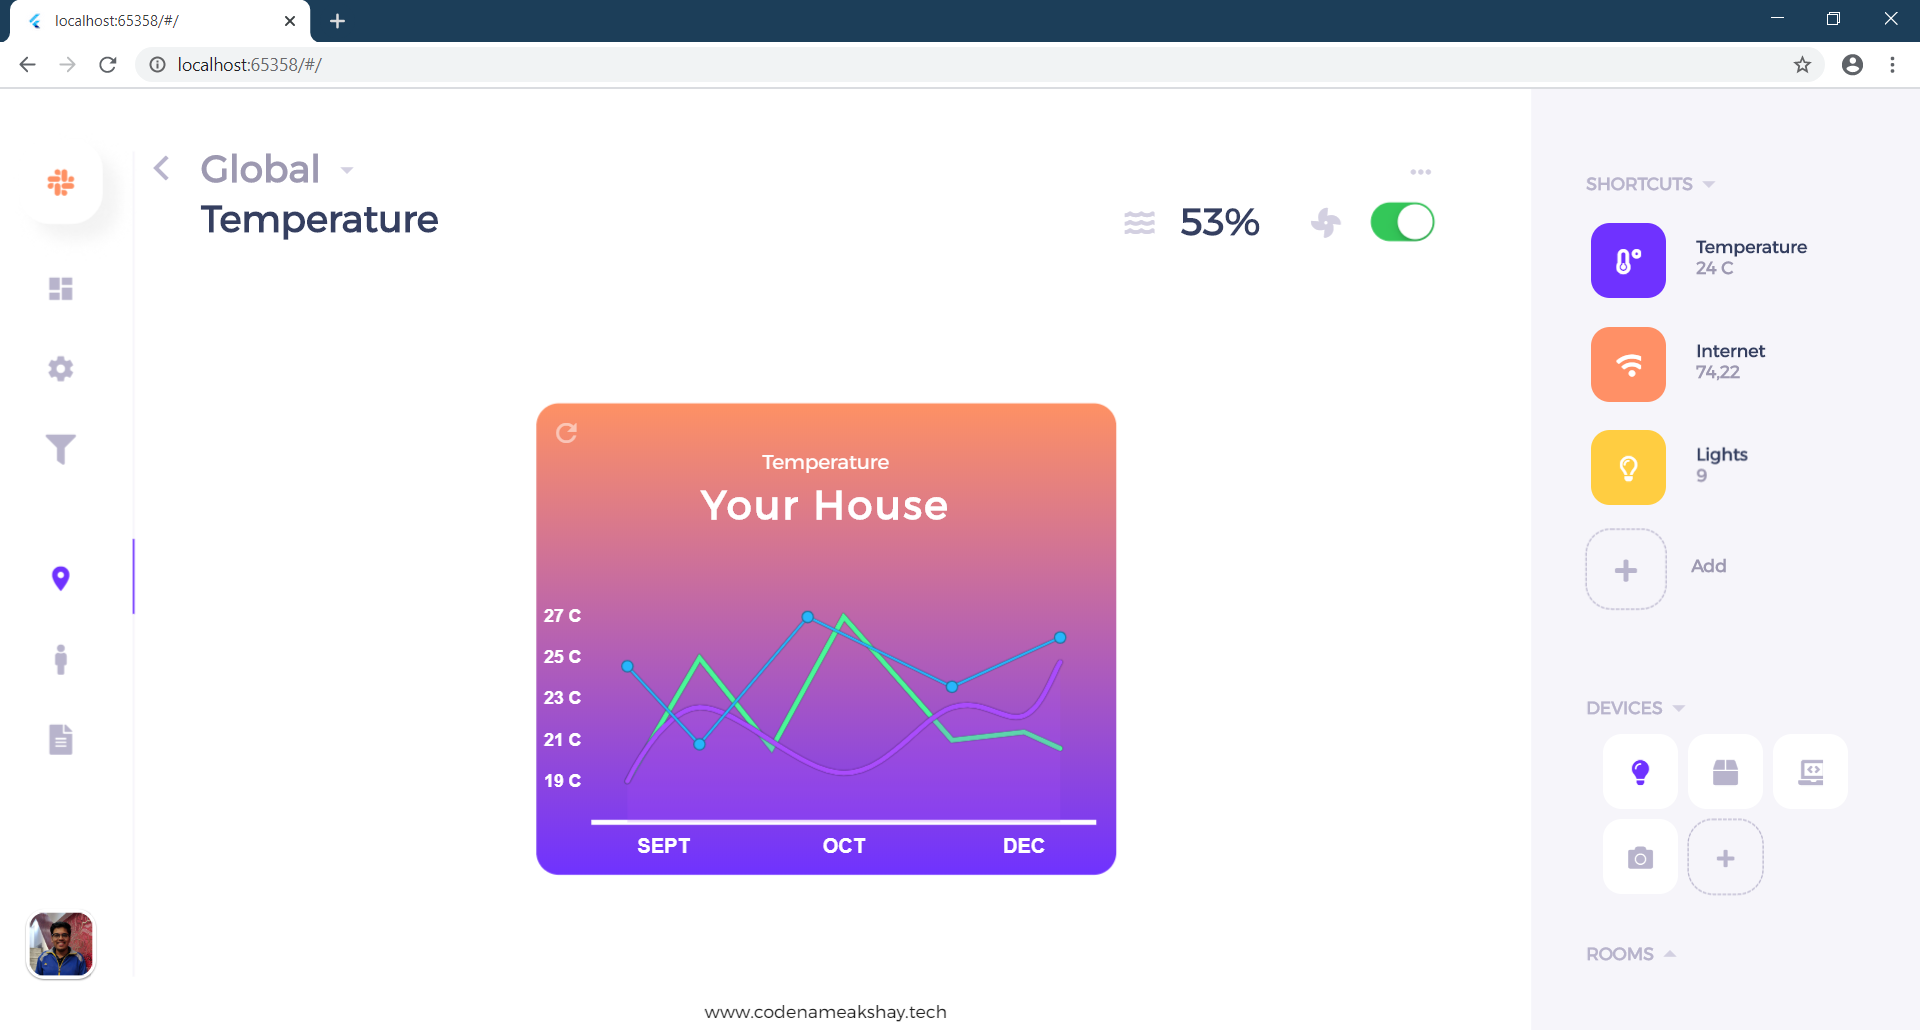 localhost:65358/#/
localhost:65358/#/
Global
Temperature
53%
Temperature
Your House
27 C
25 C
23 C
21 C
19 C
SEPT OCT DEC
www.codenameakshay.tech
SHORTCUTS
Temperature
24 C
Internet
74,22
Lights
9
Add
DEVICES
ROOMS